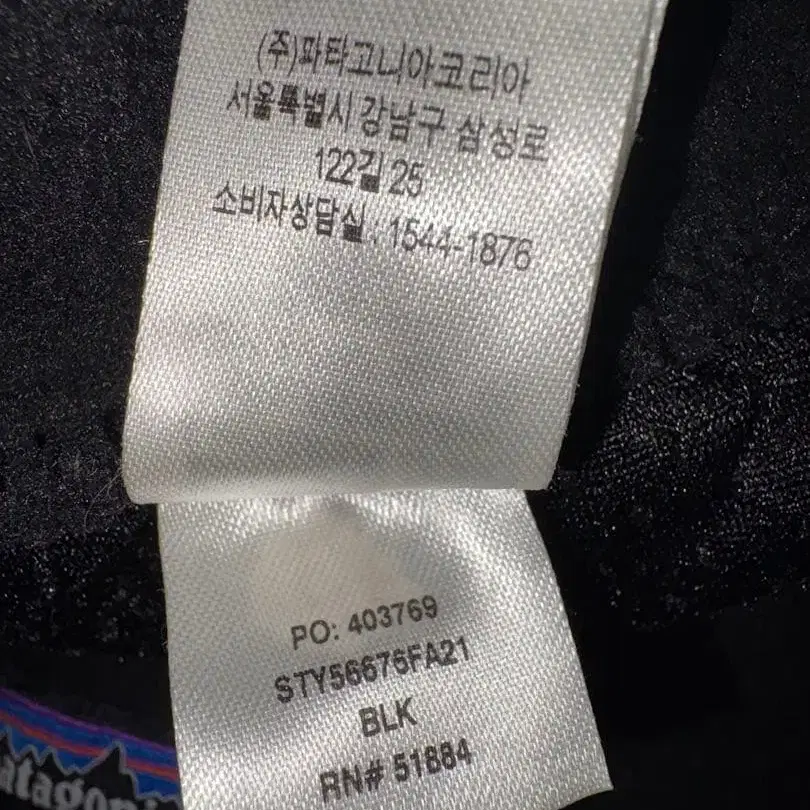 (주)파타고니아코리아
서울특별시 강남구 삼성로
122길 25
소비자상담실 : 1544-1876
PO: 403769
STY56676FA21
BLK
RN# 51884
atagoni